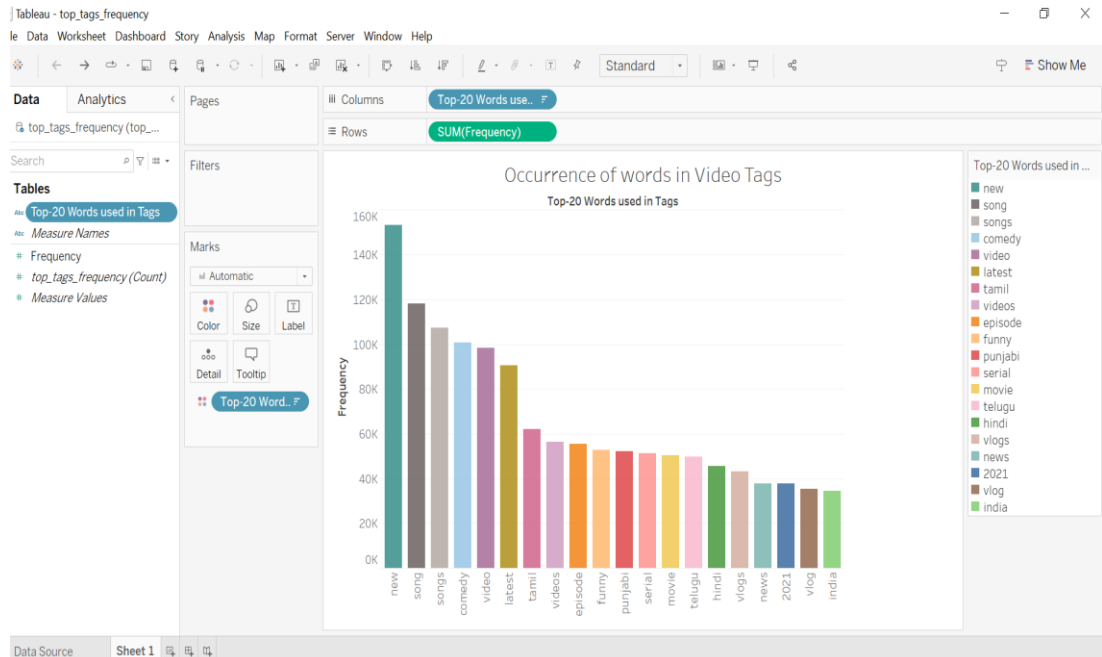 Tableau - top_tags_frequency
le Data Worksheet Dashboard Story Analysis Map Format Server Window Help
Standard
Show Me
Data Analytics
top_tags_frequency (top_...
Search
Tables
Abc Top-20 Words used in Tags
Abc Measure Names
# Frequency
# top_tags_frequency (Count)
# Measure Values
Pages
Filters
Marks
Automatic
Color Size Label
Detail Tooltip
Top-20 Word..
iii Columns Top-20 Words use..
Rows SUM(Frequency)
Occurrence of words in Video Tags
Top-20 Words used in Tags
Frequency
160K
140K
120K
100K
80K
60K
40K
20K
0K
new
song
songs
comedy
video
latest
tamil
videos
episode
funny
punjabi
serial
movie
telugu
hindi
vlogs
news
2021
vlog
india
Top-20 Words used in ...
new
song
songs
comedy
video
latest
tamil
videos
episode
funny
punjabi
serial
movie
telugu
hindi
vlogs
news
2021
vlog
india
Data Source Sheet 1